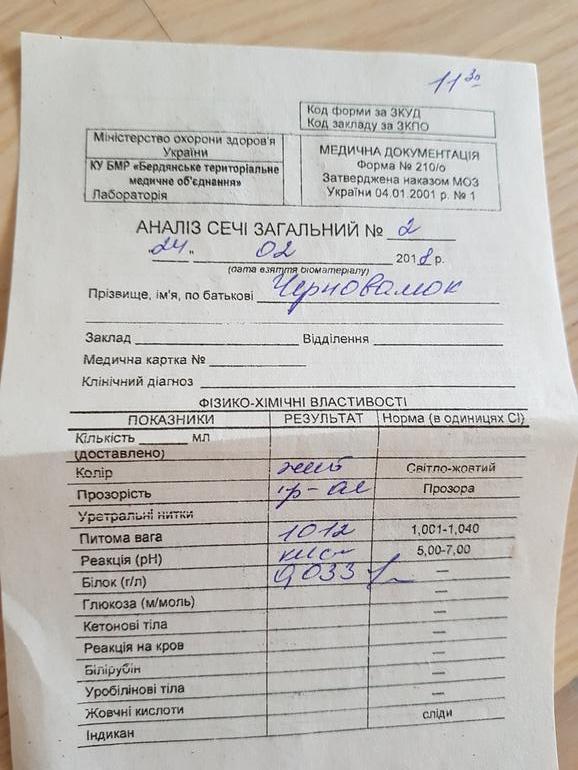 11 30
Код форми за ЗКУД
Код закладу за ЗКПО
Міністерство охорони здоров'я
України
КУ БМР «Бердянське територіальне
медичне об'єднання»
Лабораторія
МЕДИЧНА ДОКУМЕНТАЦІЯ
Форма № 210/о
Затверджена наказом МОЗ
України 04.01.2001 р. № 1
АНАЛІЗ СЕЧІ ЗАГАЛЬНИЙ № 2
"24" 02 2018 р.
(дата взяття біоматеріалу)
Прізвище, ім'я, по батькові Черновамок
Заклад Відділення
Медична картка №
Клінічний діагноз
ФІЗИКО-ХІМІЧНІ ВЛАСТИВОСТІ
ПОКАЗНИКИ РЕЗУЛЬТАТ Норма (в одиницях СІ)
Кількість мл
(доставлено)
Колір жовт Світло-жовтий
Прозорість Прозора
Уретральні нитки
Питома вага 1012 1,001-1,040
Реакція (pH) кисл 5,00-7,00
Білок (г/л) 0,033 —
Глюкоза (м/моль) —
Кетонові тіла —
Реакція на кров —
Білірубін —
Уробілінові тіла —
Жовчні кислоти —
Індикан сліди